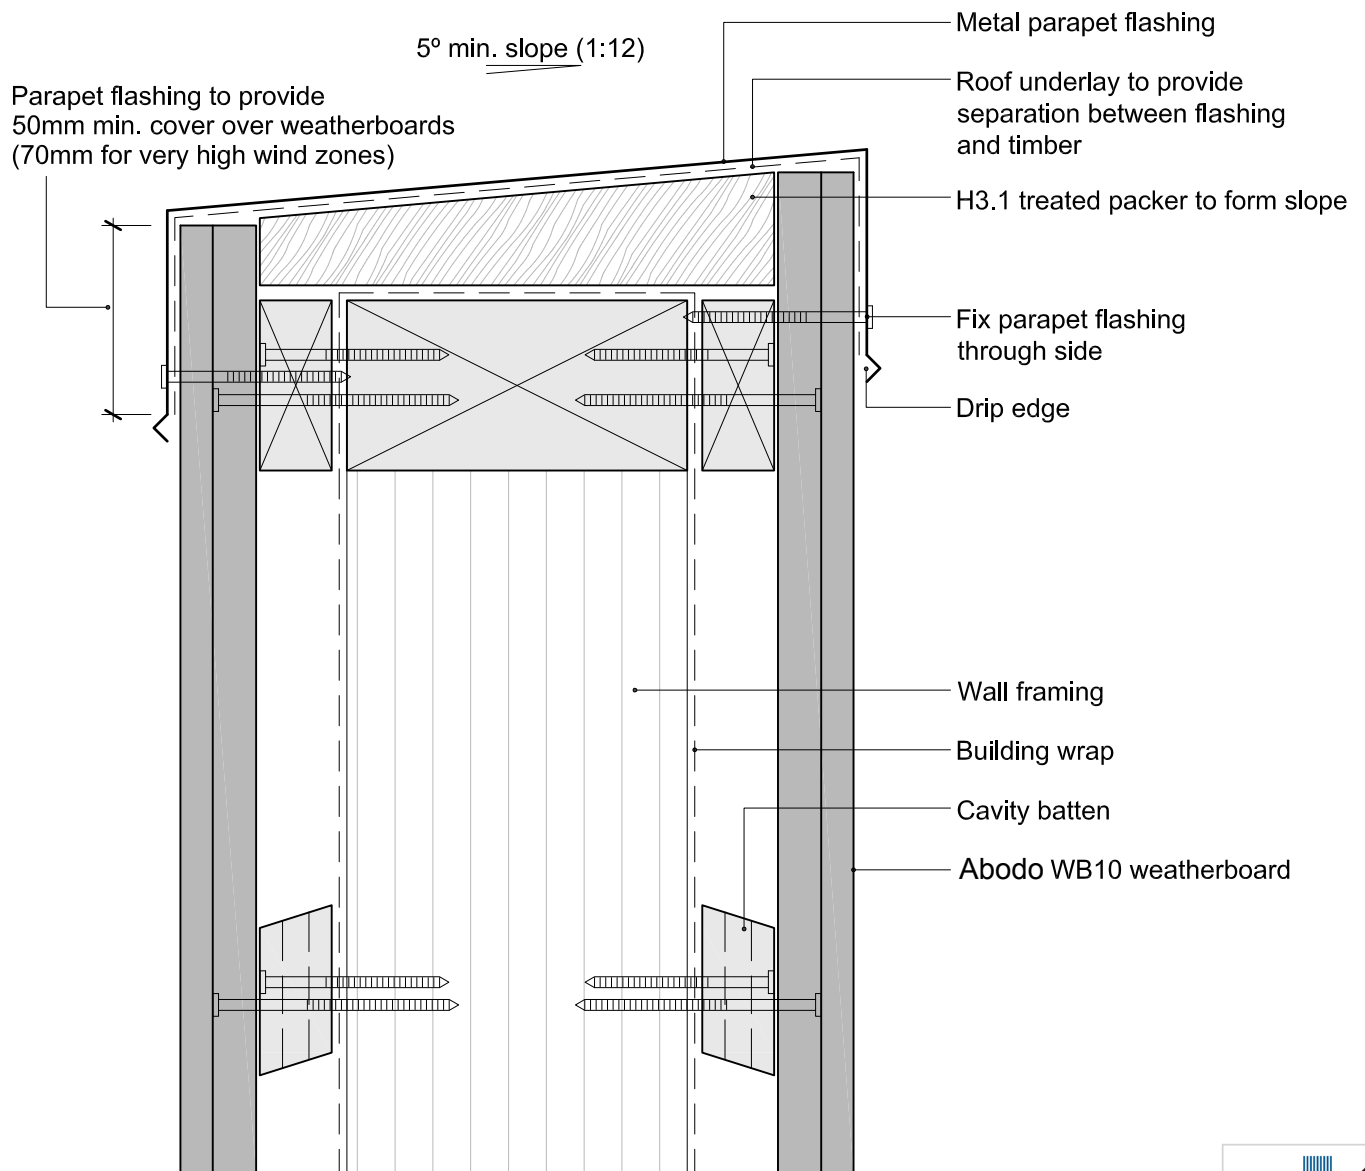 5º min. slope (1:12)
Parapet flashing to provide
50mm min. cover over weatherboards
(70mm for very high wind zones)
Metal parapet flashing
Roof underlay to provide
separation between flashing
and timber
H3.1 treated packer to form slope
Fix parapet flashing
through side
Drip edge
Wall framing
Building wrap
Cavity batten
Abodo WB10 weatherboard